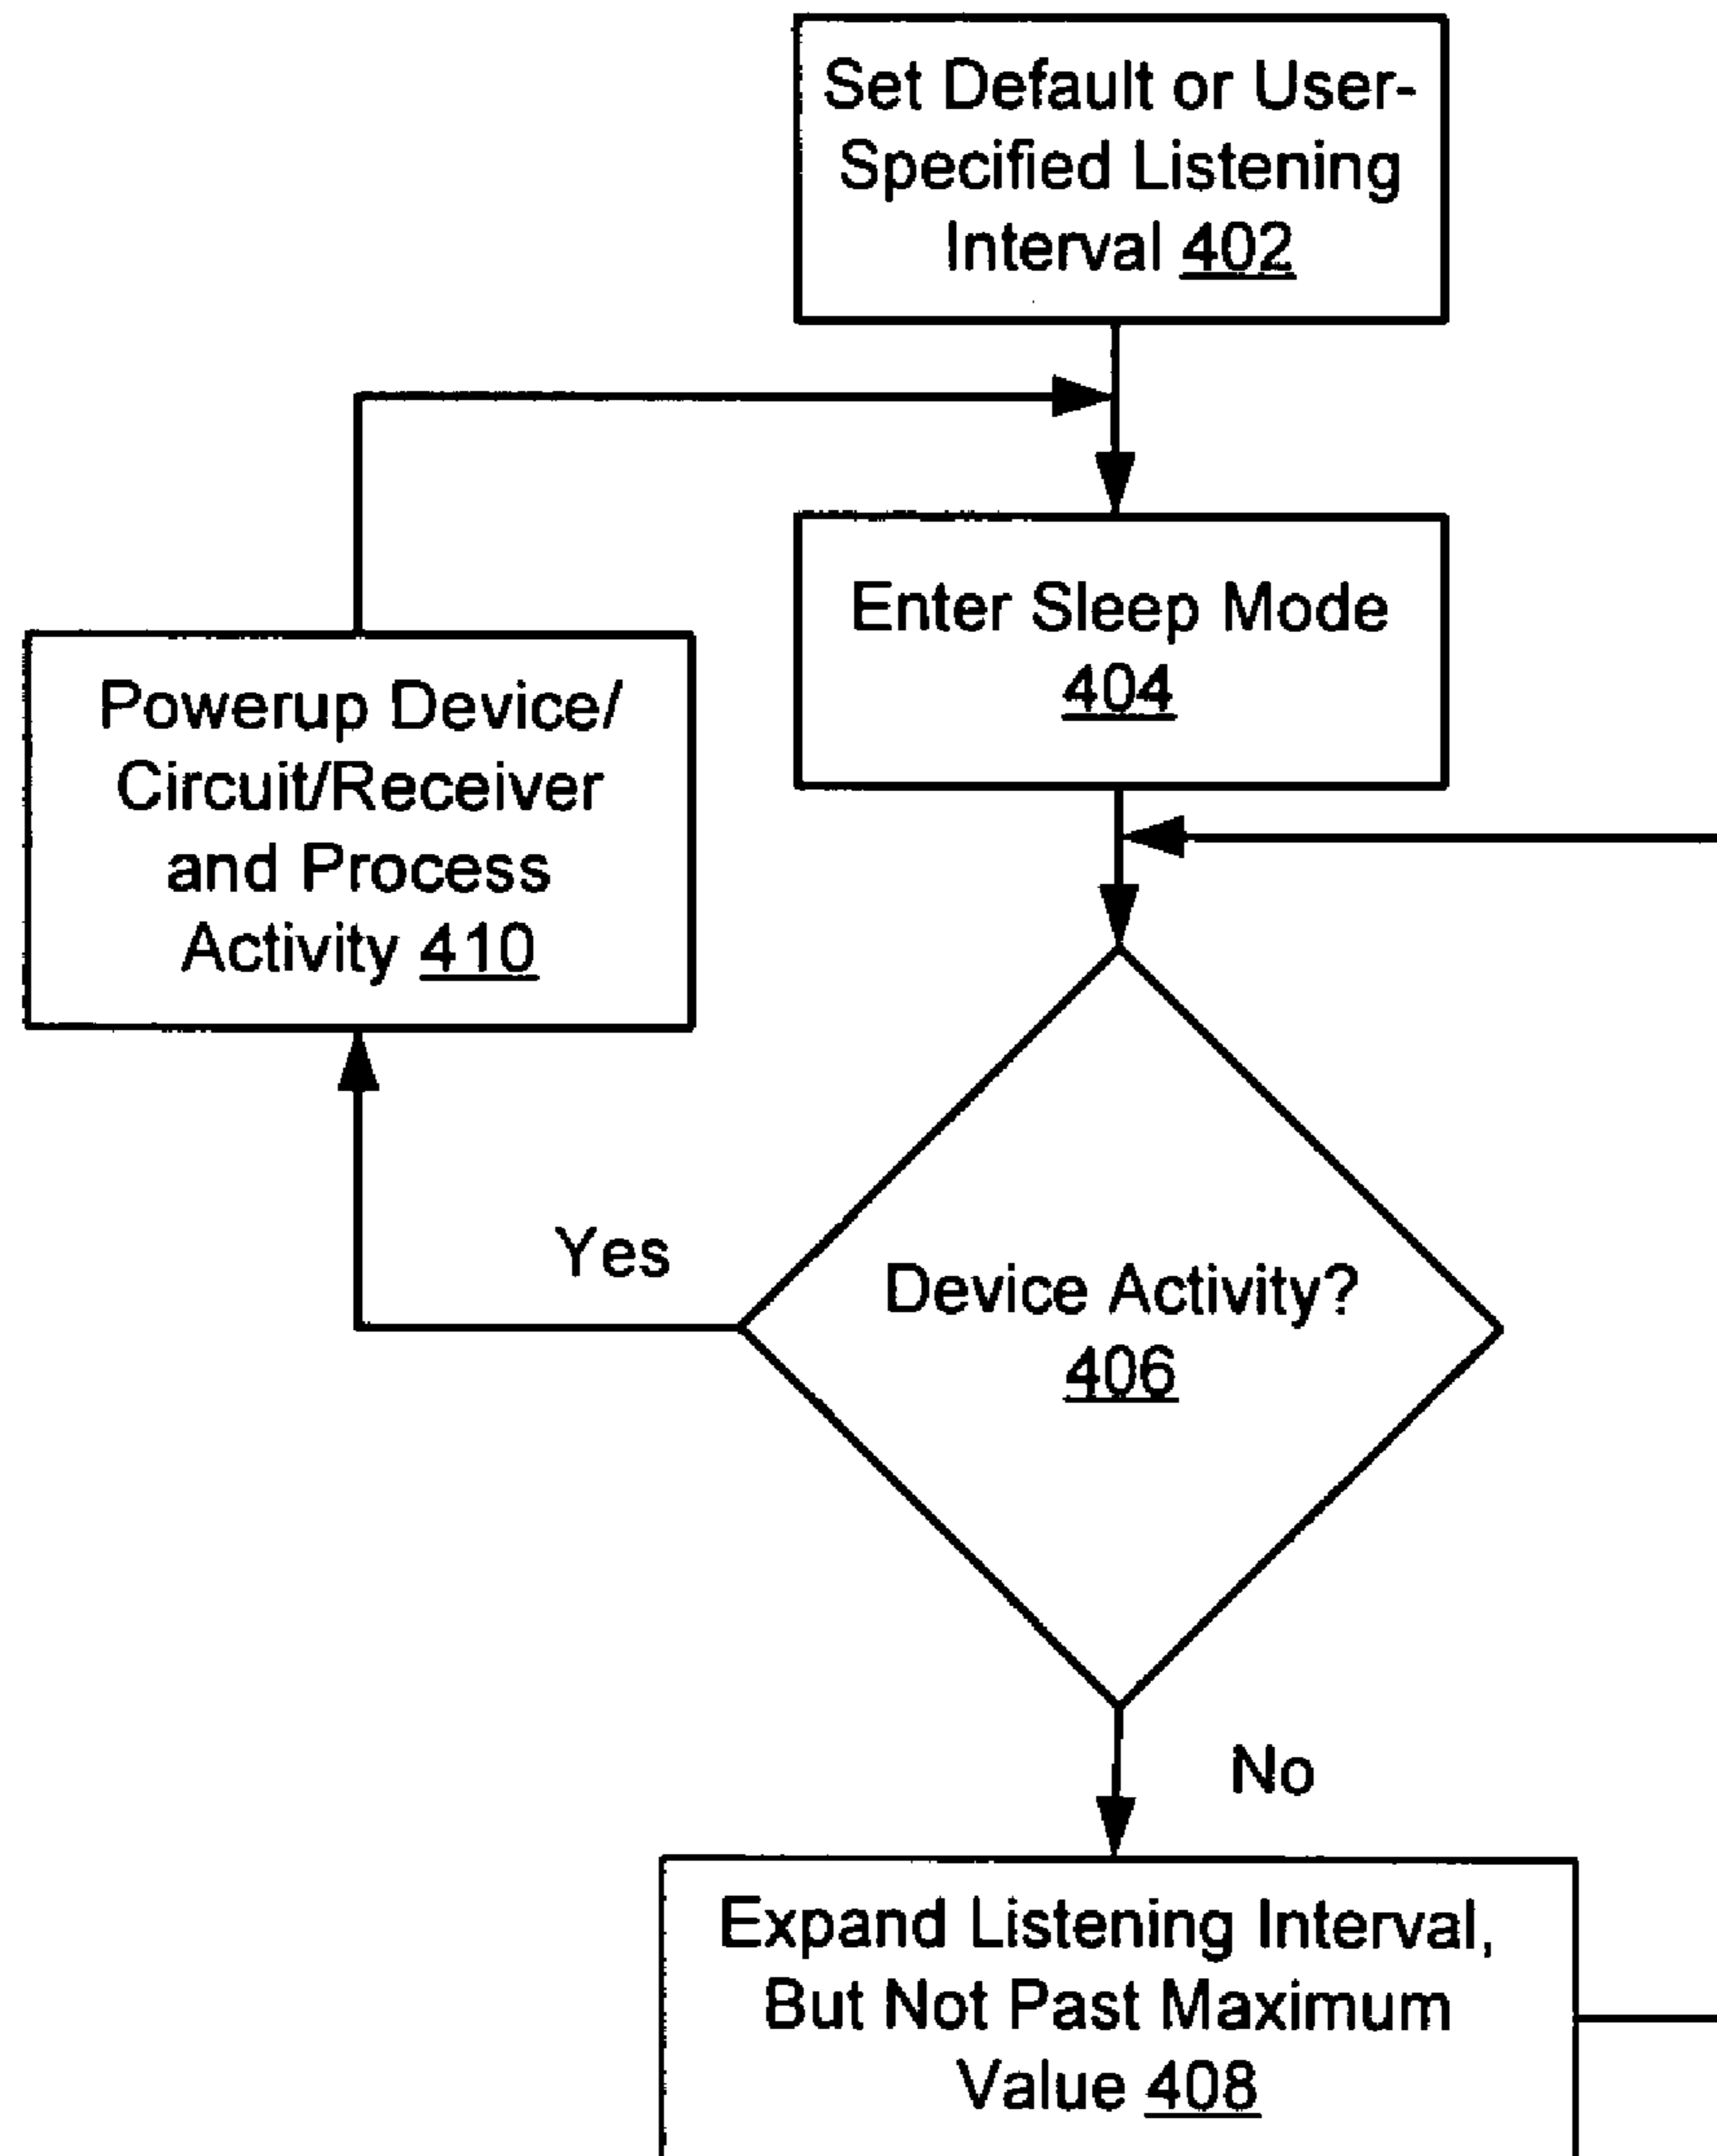 Set Default or User-
Specified Listening
Interval 402
Enter Sleep Mode
404
Powerup Device/
Circuit/Receiver
and Process
Activity 410
Yes
Device Activity?
406
No
Expand Listening Interval,
But Not Past Maximum
Value 408